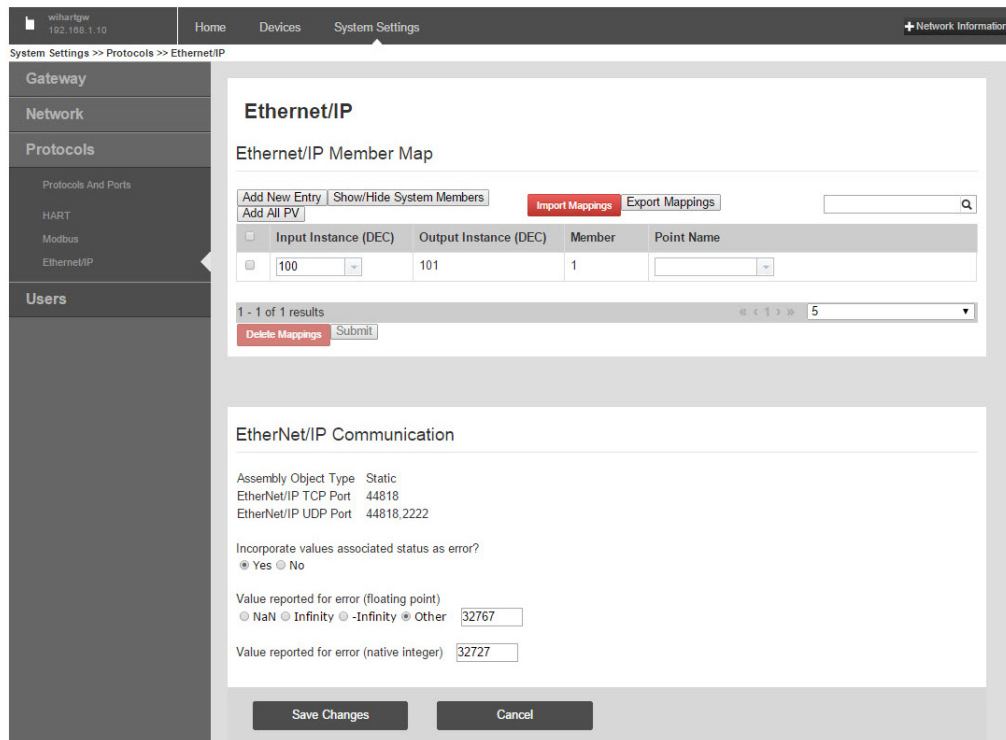 wihartgw
192.168.1.10
Home Devices System Settings
+ Network Information
System Settings >> Protocols >> Ethernet/IP
Gateway
Network
Protocols
Protocols And Ports
HART
Modbus
Ethernet/IP
Users
Ethernet/IP
Ethernet/IP Member Map
Add New Entry Show/Hide System Members Import Mappings Export Mappings
Add All PV
Input Instance (DEC) Output Instance (DEC) Member Point Name
100 101 1
1 - 1 of 1 results « ‹ 1 › » 5
Delete Mappings Submit
EtherNet/IP Communication
Assembly Object Type Static
EtherNet/IP TCP Port 44818
EtherNet/IP UDP Port 44818,2222
Incorporate values associated status as error?
Yes No
Value reported for error (floating point)
NaN Infinity -Infinity Other 32767
Value reported for error (native integer) 32727
Save Changes Cancel